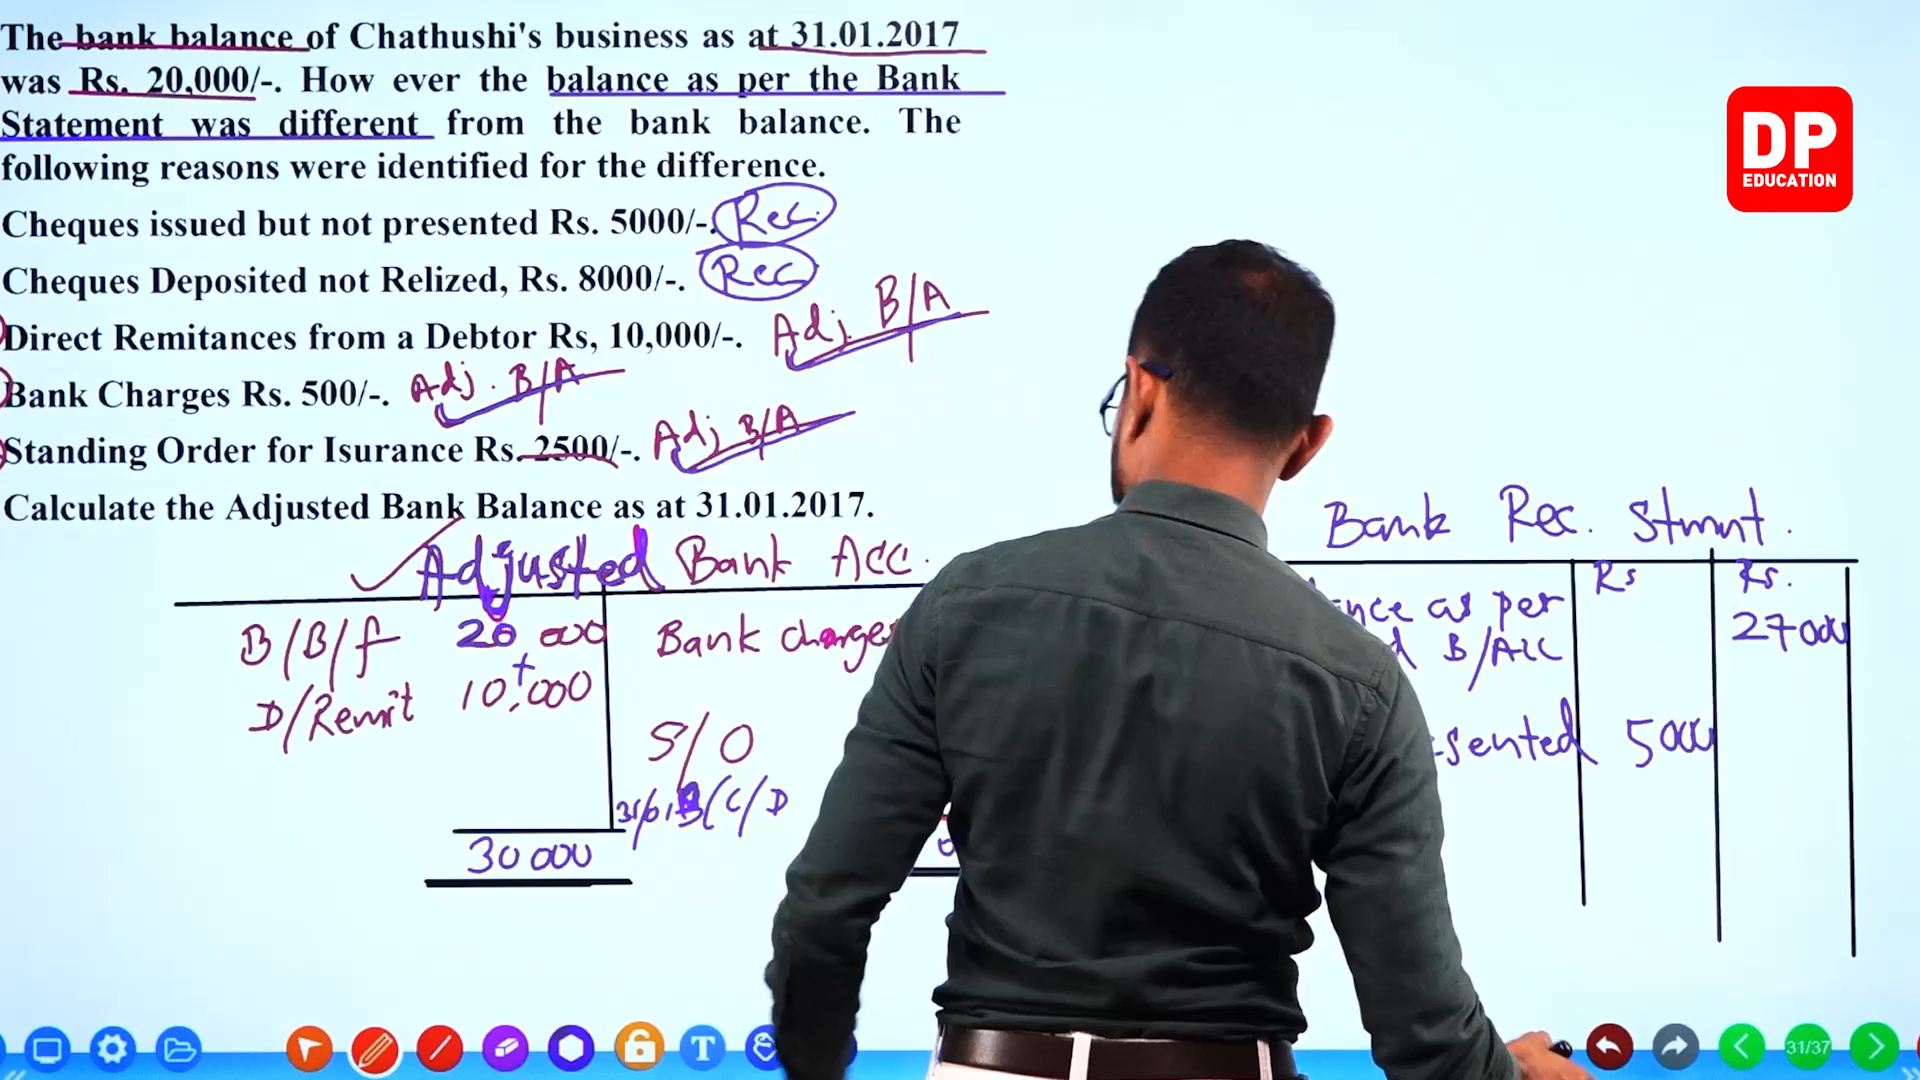 The bank balance of Chathushi's business as at 31.01.2017
was Rs. 20,000/-. How ever the balance as per the Bank
Statement was different from the bank balance. The
following reasons were identified for the difference.
Cheques issued but not presented Rs. 5000/-. Rec.
Cheques Deposited not Relized, Rs. 8000/-. Rec
Direct Remitances from a Debtor Rs, 10,000/-. Adj. B/A
Bank Charges Rs. 500/-. Adj. B/A
Standing Order for Isurance Rs. 2500/-. Adj B/A
Calculate the Adjusted Bank Balance as at 31.01.2017.
DP
EDUCATION
Adjusted Bank Acc.
B/B/f 20 000 Bank charges
D/Remit 10,000
+
S/O
B/C/D
30 000
Bank Rec. Stmnt.
Rs Rs.
as per 27 000
B/Acc
5000
T
31/37